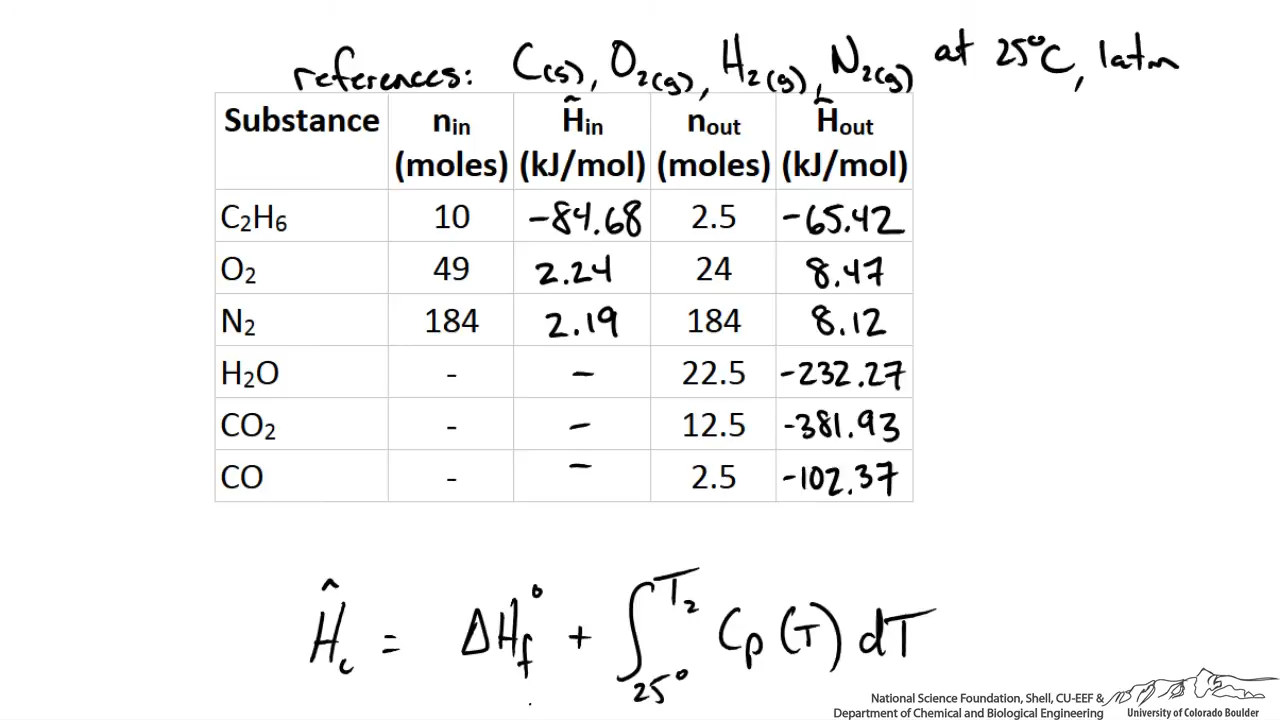 references: C(s), O₂(g), H₂(g), N₂(g) at 25°C, 1atm
Substance nin Ĥin nout Ĥout
(moles) (kJ/mol) (moles) (kJ/mol)
C₂H₆ 10 -84.68 2.5 -65.42
O₂ 49 2.24 24 8.47
N₂ 184 2.19 184 8.12
H₂O - - 22.5 -232.27
CO₂ - - 12.5 -381.93
CO - - 2.5 -102.37
Ĥi = ΔHf° + ∫25°T₂ Cp(T) dT
National Science Foundation, Shell, CU-EEF &
Department of Chemical and Biological Engineering University of Colorado Boulder